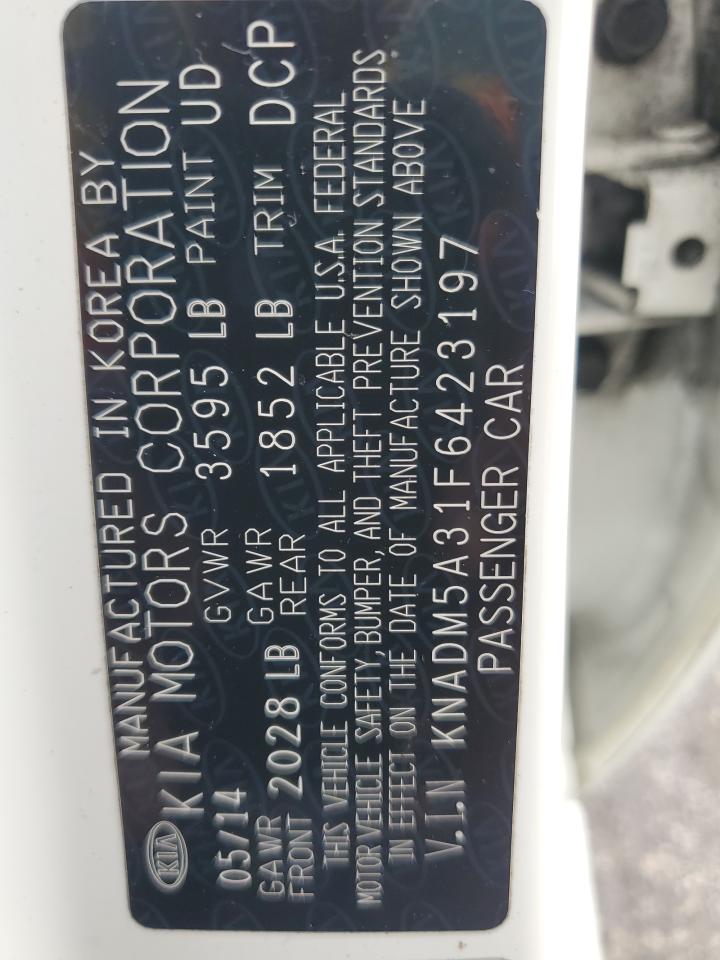 MANUFACTURED IN KOREA BY
KIA KIA MOTORS CORPORATION
05/14 GVWR 3595 LB PAINT UD
GAWR FRONT 2028 LB GAWR REAR 1852 LB TRIM DCP
THIS VEHICLE CONFORMS TO ALL APPLICABLE U.S.A. FEDERAL
MOTOR VEHICLE SAFETY, BUMPER, AND THEFT PREVENTION STANDARDS
IN EFFECT ON THE DATE OF MANUFACTURE SHOWN ABOVE
V.I.N KNADM5A31F6423197
PASSENGER CAR